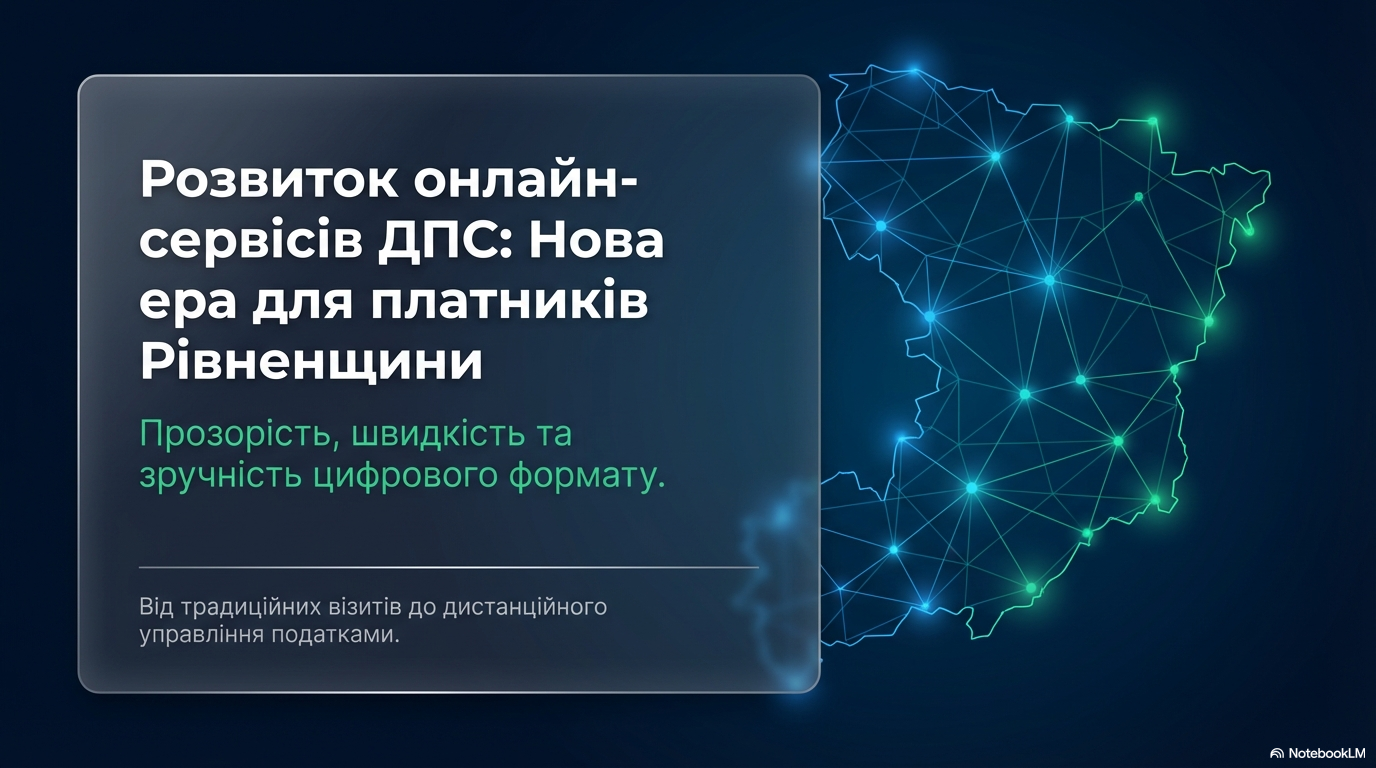 Розвиток онлайн-
сервісів ДПС: Нова
ера для платників
Рівненщини
Прозорість, швидкість та
зручність цифрового формату.
Від традиційних візитів до дистанційного
управління податками.
NotebookLM